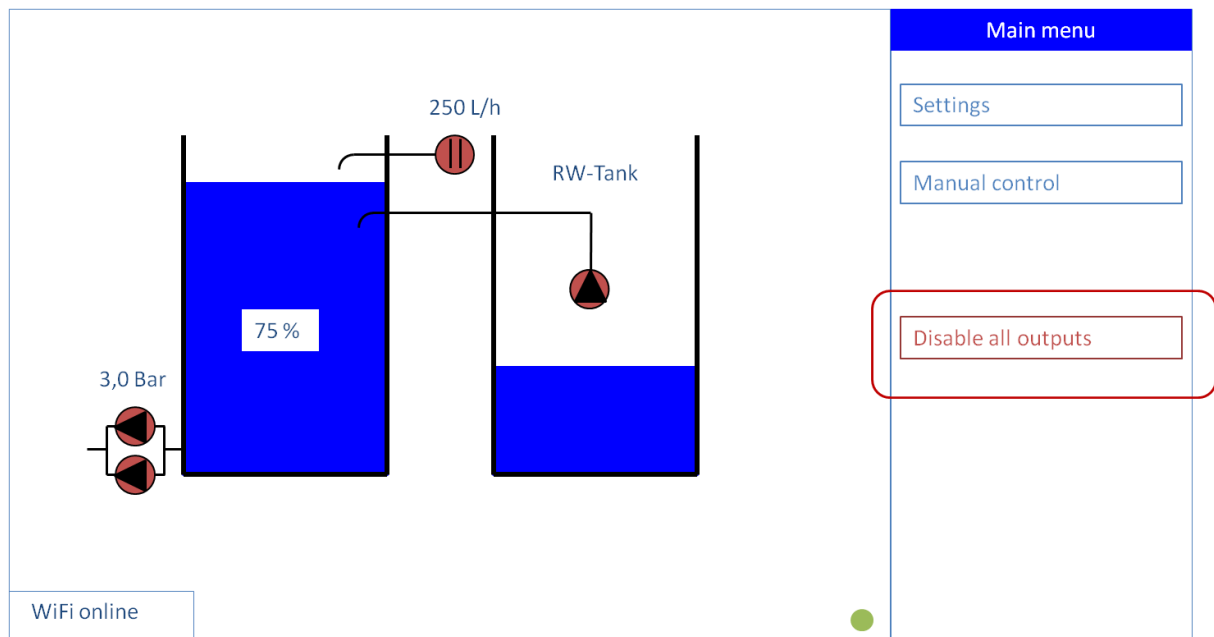 Main menu
250 L/h
Settings
RW-Tank
Manual control
75 %
Disable all outputs
3,0 Bar
WiFi online